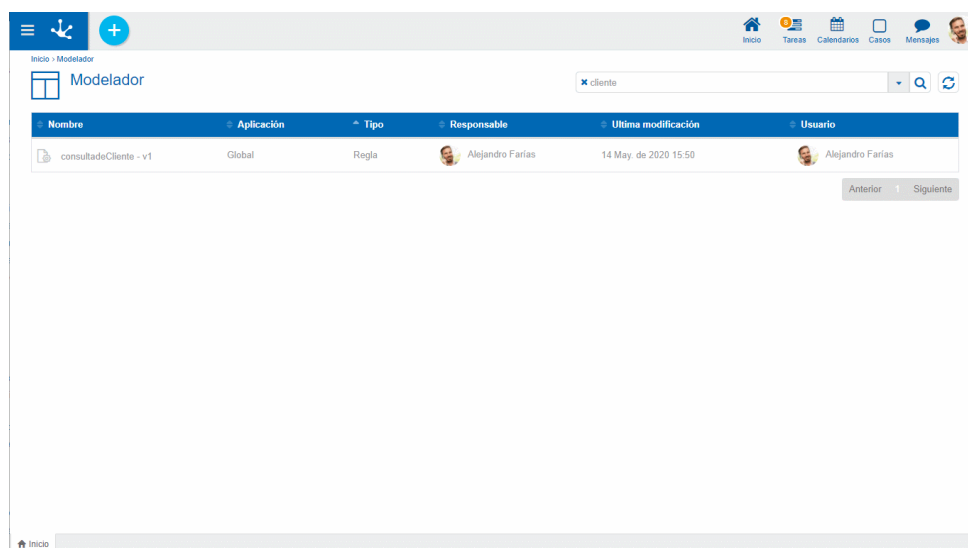 8
Inicio Tareas Calendarios Casos Mensajes
Inicio › Modelador
Modelador
× cliente
Nombre Aplicación Tipo Responsable Ultima modificación Usuario
consultadeCliente - v1 Global Regla Alejandro Farías 14 May. de 2020 15:50 Alejandro Farías
Anterior 1 Siguiente
Inicio